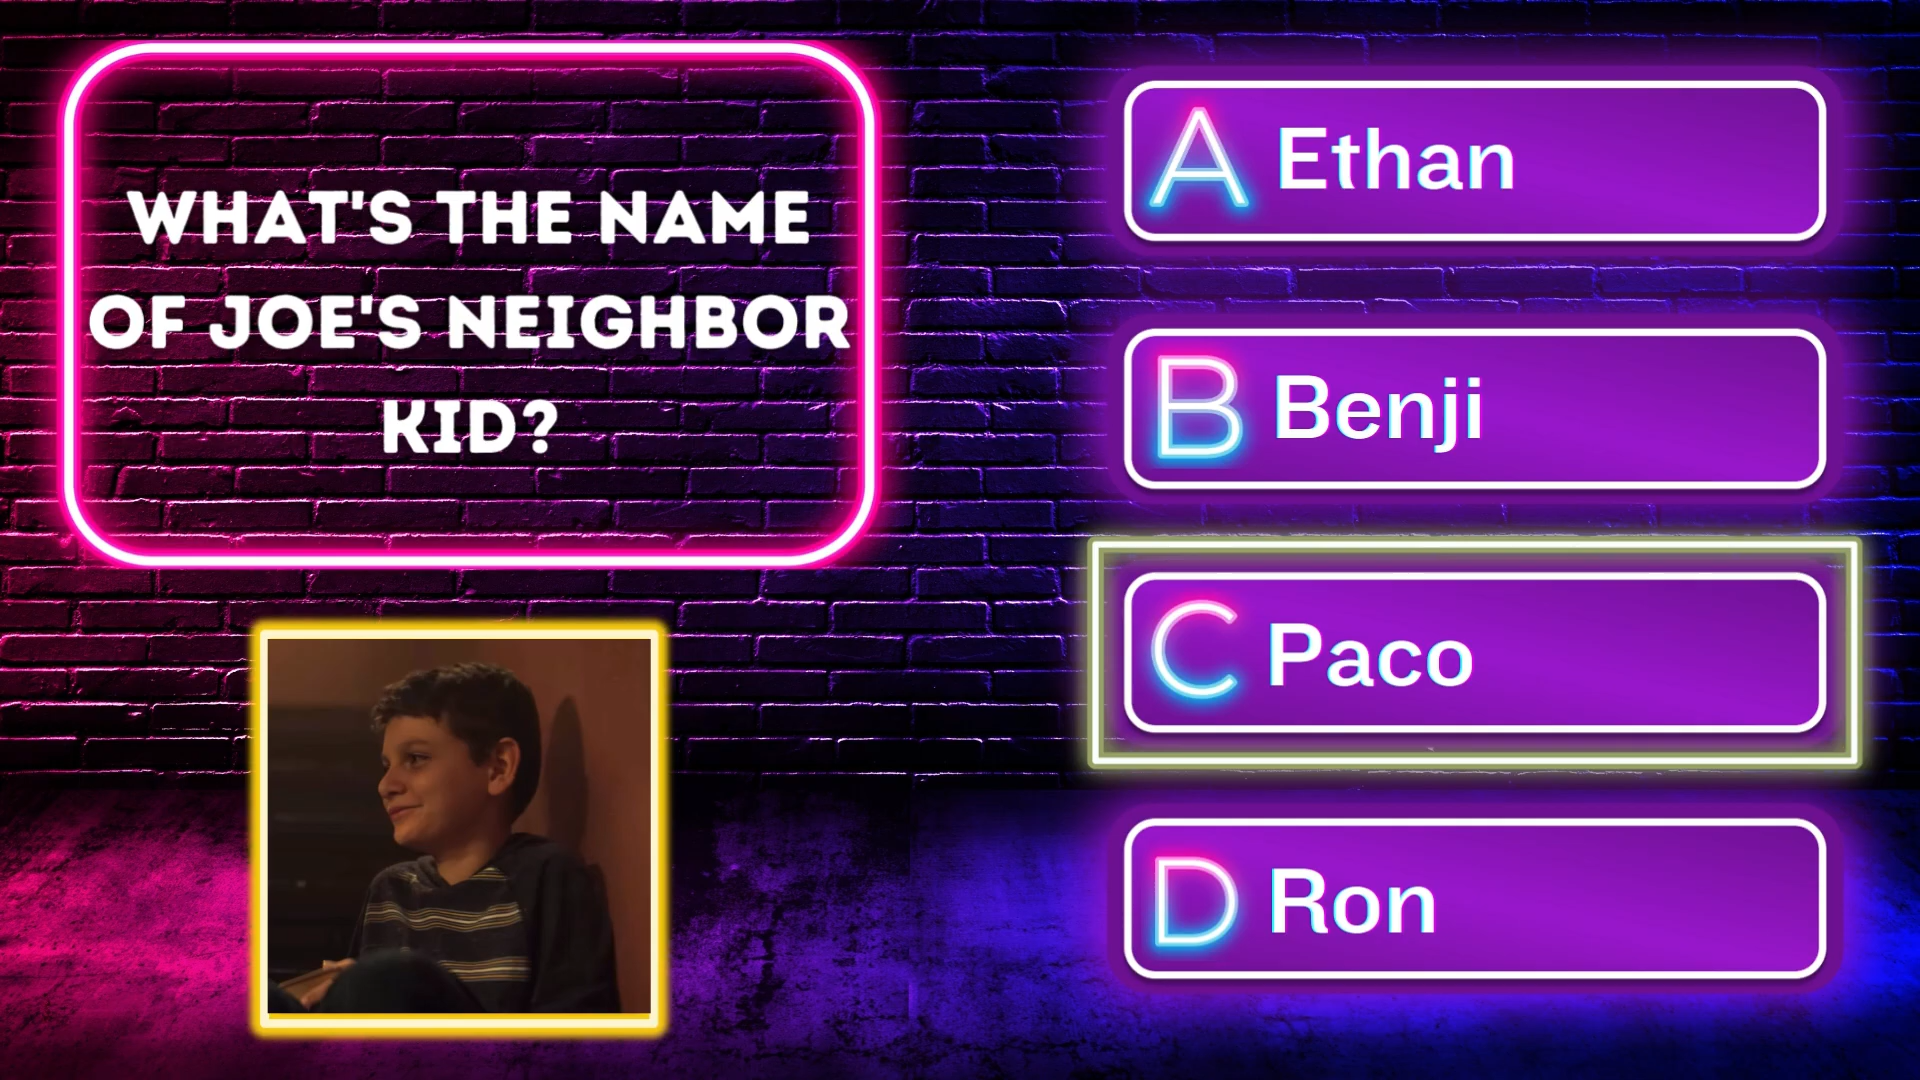 WHAT'S THE NAME
OF JOE'S NEIGHBOR
KID?
A Ethan
B Benji
C Paco
D Ron